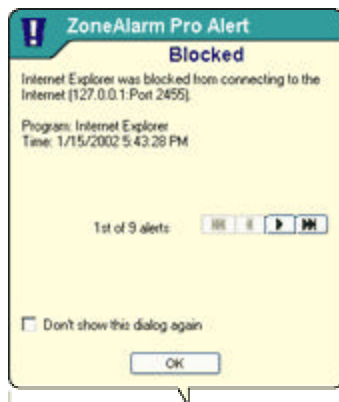 ZoneAlarm Pro Alert
Blocked
Internet Explorer was blocked from connecting to the
Internet (127.0.0.1:Port 2455).
Program: Internet Explorer
Time: 1/15/2002 5:43:28 PM
1st of 9 alerts
Don't show this dialog again
OK